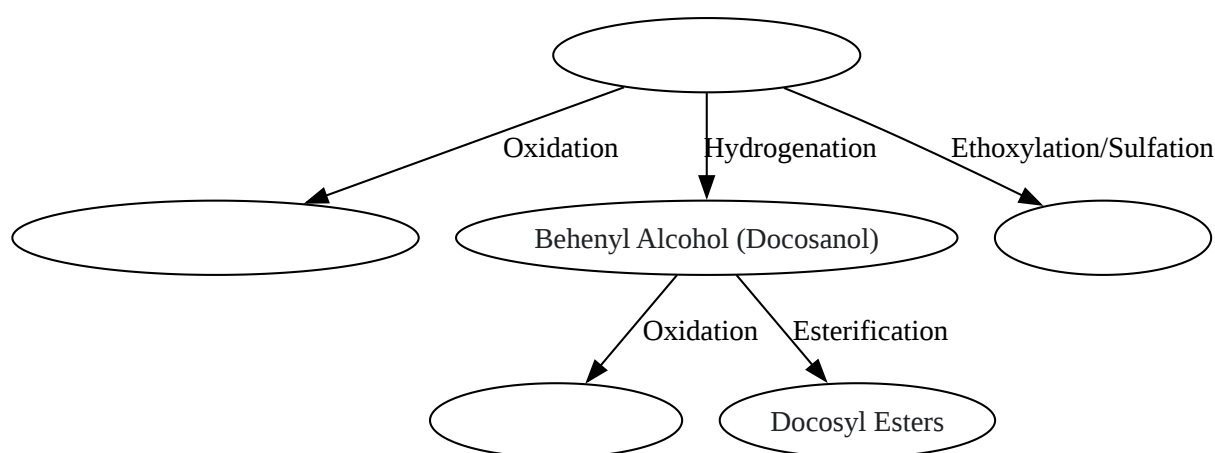 Oxidation
Hydrogenation
Ethoxylation/Sulfation
Behenyl Alcohol (Docosanol)
Oxidation
Esterification
Docosyl Esters